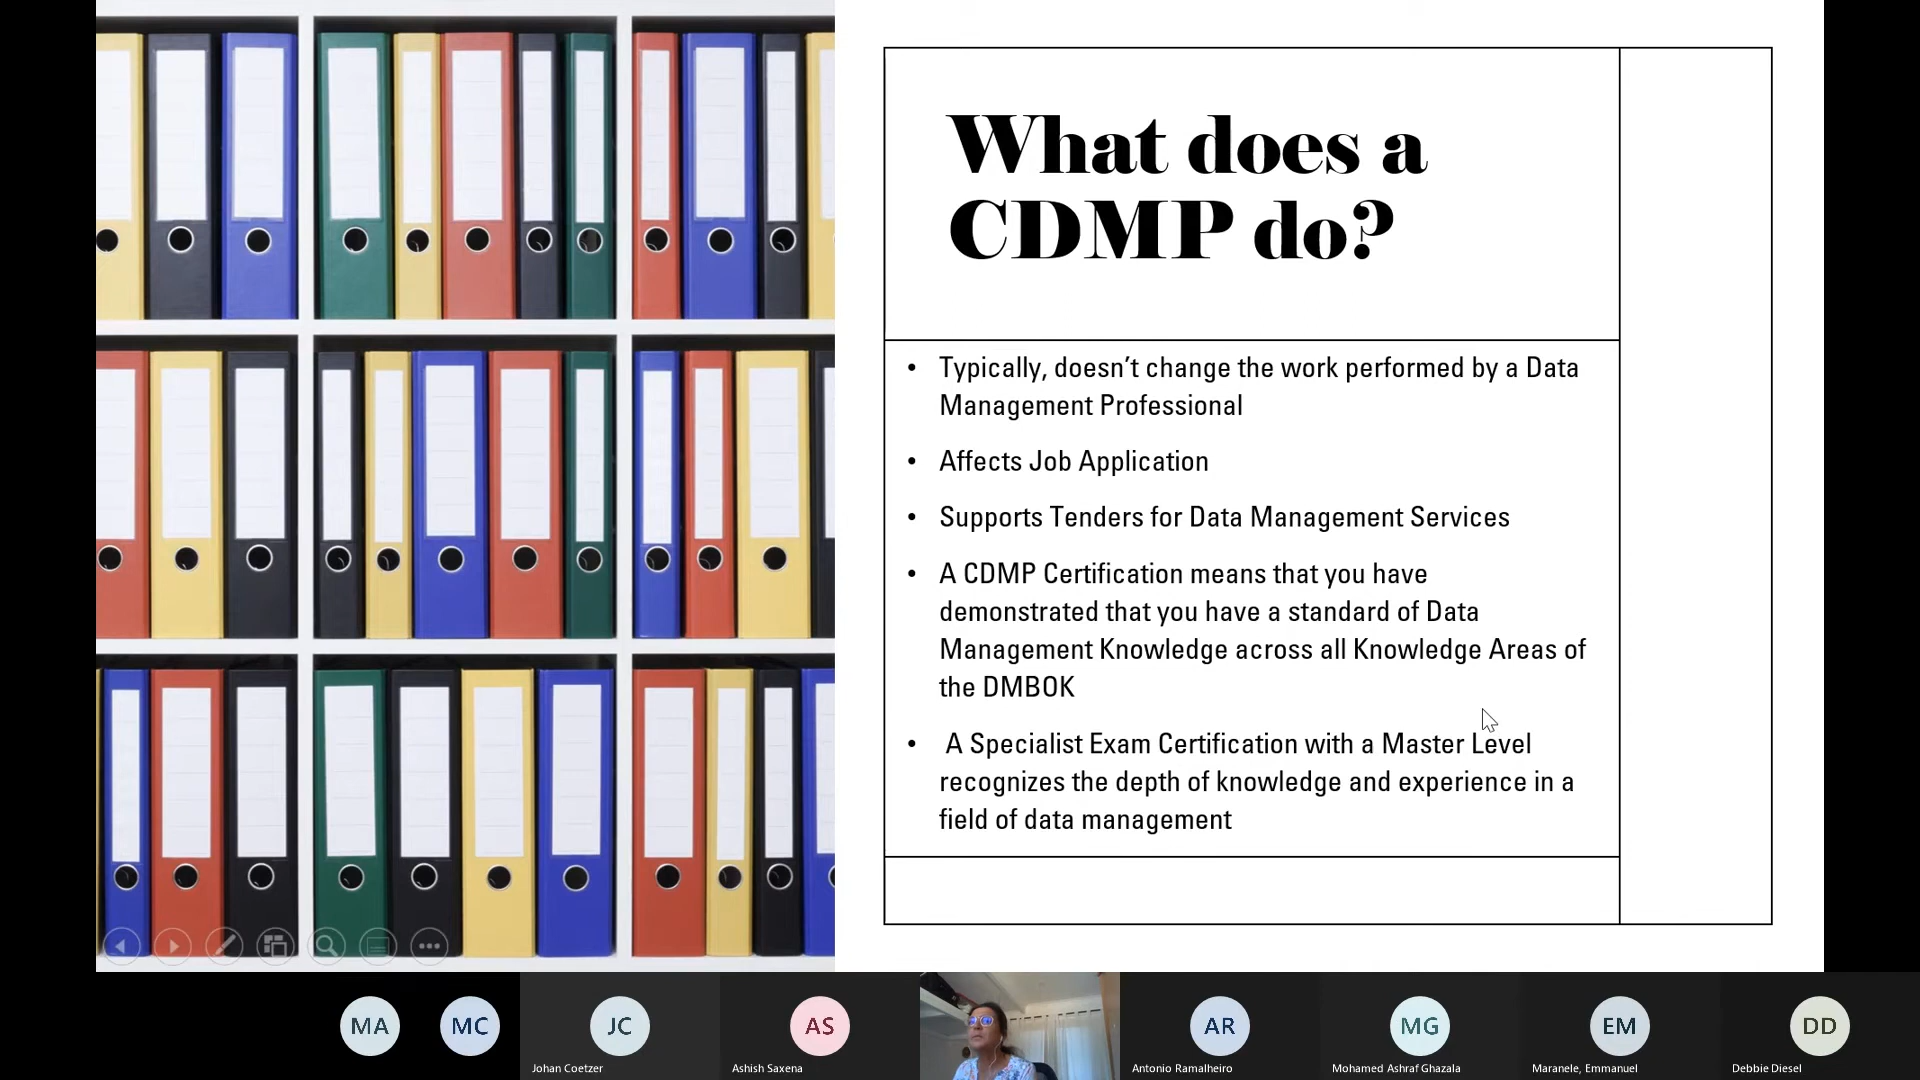 What does a
CDMP do?
• Typically, doesn’t change the work performed by a Data
Management Professional
• Affects Job Application
• Supports Tenders for Data Management Services
• A CDMP Certification means that you have
demonstrated that you have a standard of Data
Management Knowledge across all Knowledge Areas of
the DMBOK
• A Specialist Exam Certification with a Master Level
recognizes the depth of knowledge and experience in a
field of data management
MA
MC
JC
AS
AR
MG
EM
DD
Johan Coetzer
Ashish Saxena
Antonio Ramalheiro
Mohamed Ashraf Ghazala
Maranele, Emmanuel
Debbie Diesel